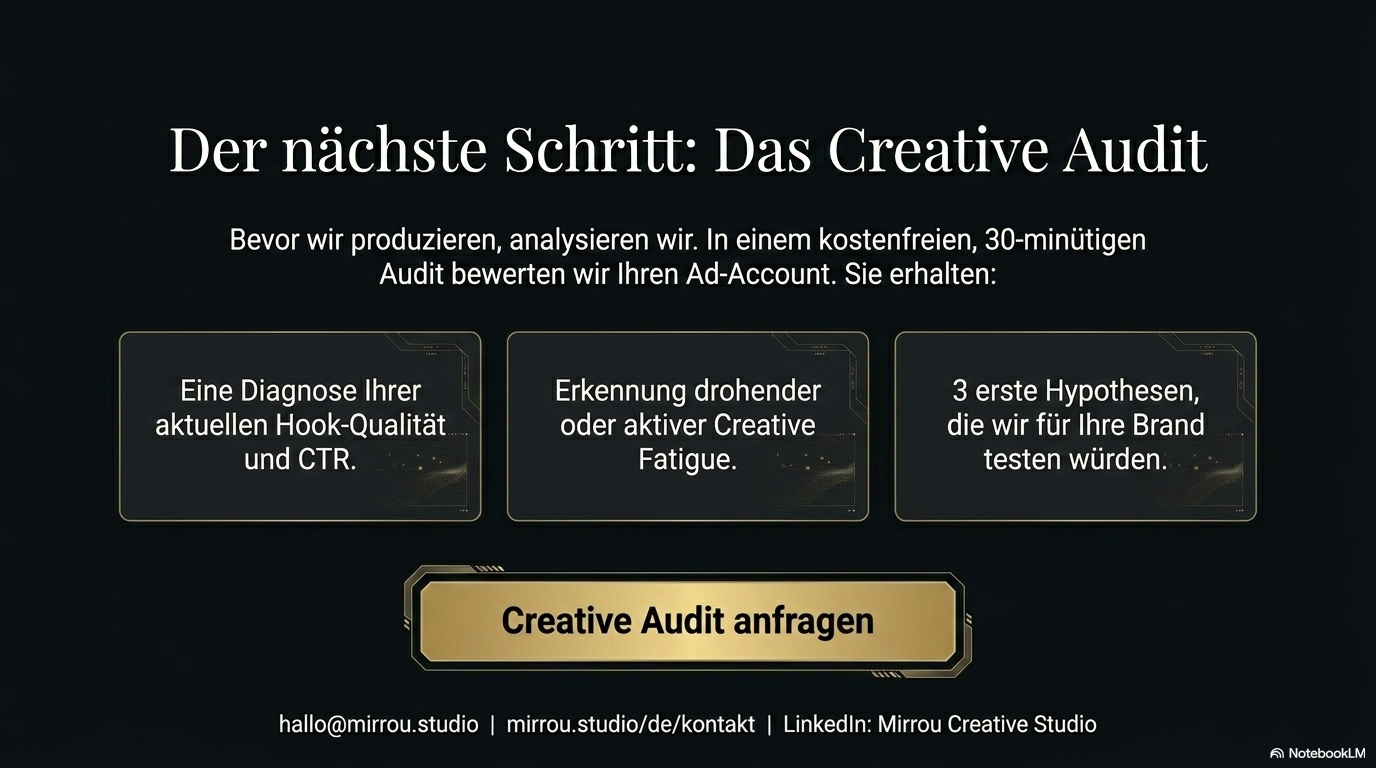 Der nächste Schritt: Das Creative Audit
Bevor wir produzieren, analysieren wir. In einem kostenfreien, 30-minütigen
Audit bewerten wir Ihren Ad-Account. Sie erhalten:
Eine Diagnose Ihrer
aktuellen Hook-Qualität
und CTR.
Erkennung drohender
oder aktiver Creative
Fatigue.
3 erste Hypothesen,
die wir für Ihre Brand
testen würden.
Creative Audit anfragen
hallo@mirrou.studio | mirrou.studio/de/kontakt | LinkedIn: Mirrou Creative Studio
NotebookLM